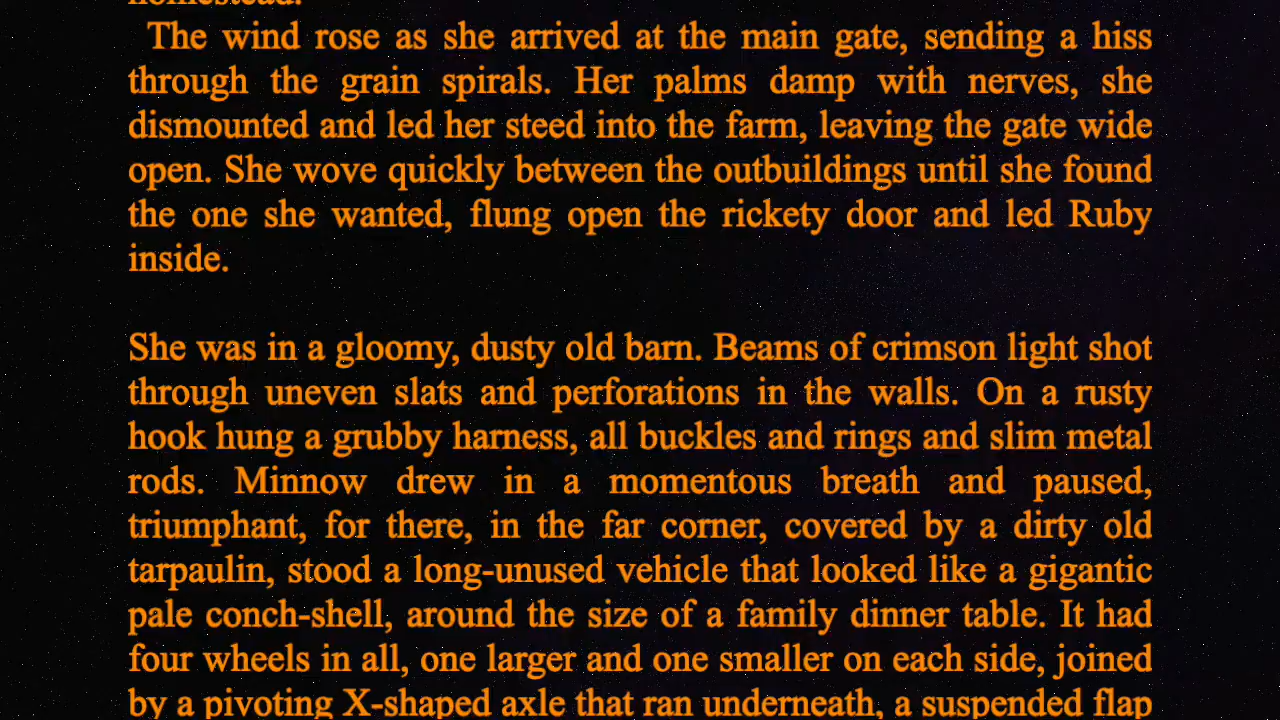 homestead.
The wind rose as she arrived at the main gate, sending a hiss
through the grain spirals. Her palms damp with nerves, she
dismounted and led her steed into the farm, leaving the gate wide
open. She wove quickly between the outbuildings until she found
the one she wanted, flung open the rickety door and led Ruby
inside.
She was in a gloomy, dusty old barn. Beams of crimson light shot
through uneven slats and perforations in the walls. On a rusty
hook hung a grubby harness, all buckles and rings and slim metal
rods. Minnow drew in a momentous breath and paused,
triumphant, for there, in the far corner, covered by a dirty old
tarpaulin, stood a long-unused vehicle that looked like a gigantic
pale conch-shell, around the size of a family dinner table. It had
four wheels in all, one larger and one smaller on each side, joined
by a pivoting X-shaped axle that ran underneath, a suspended flap